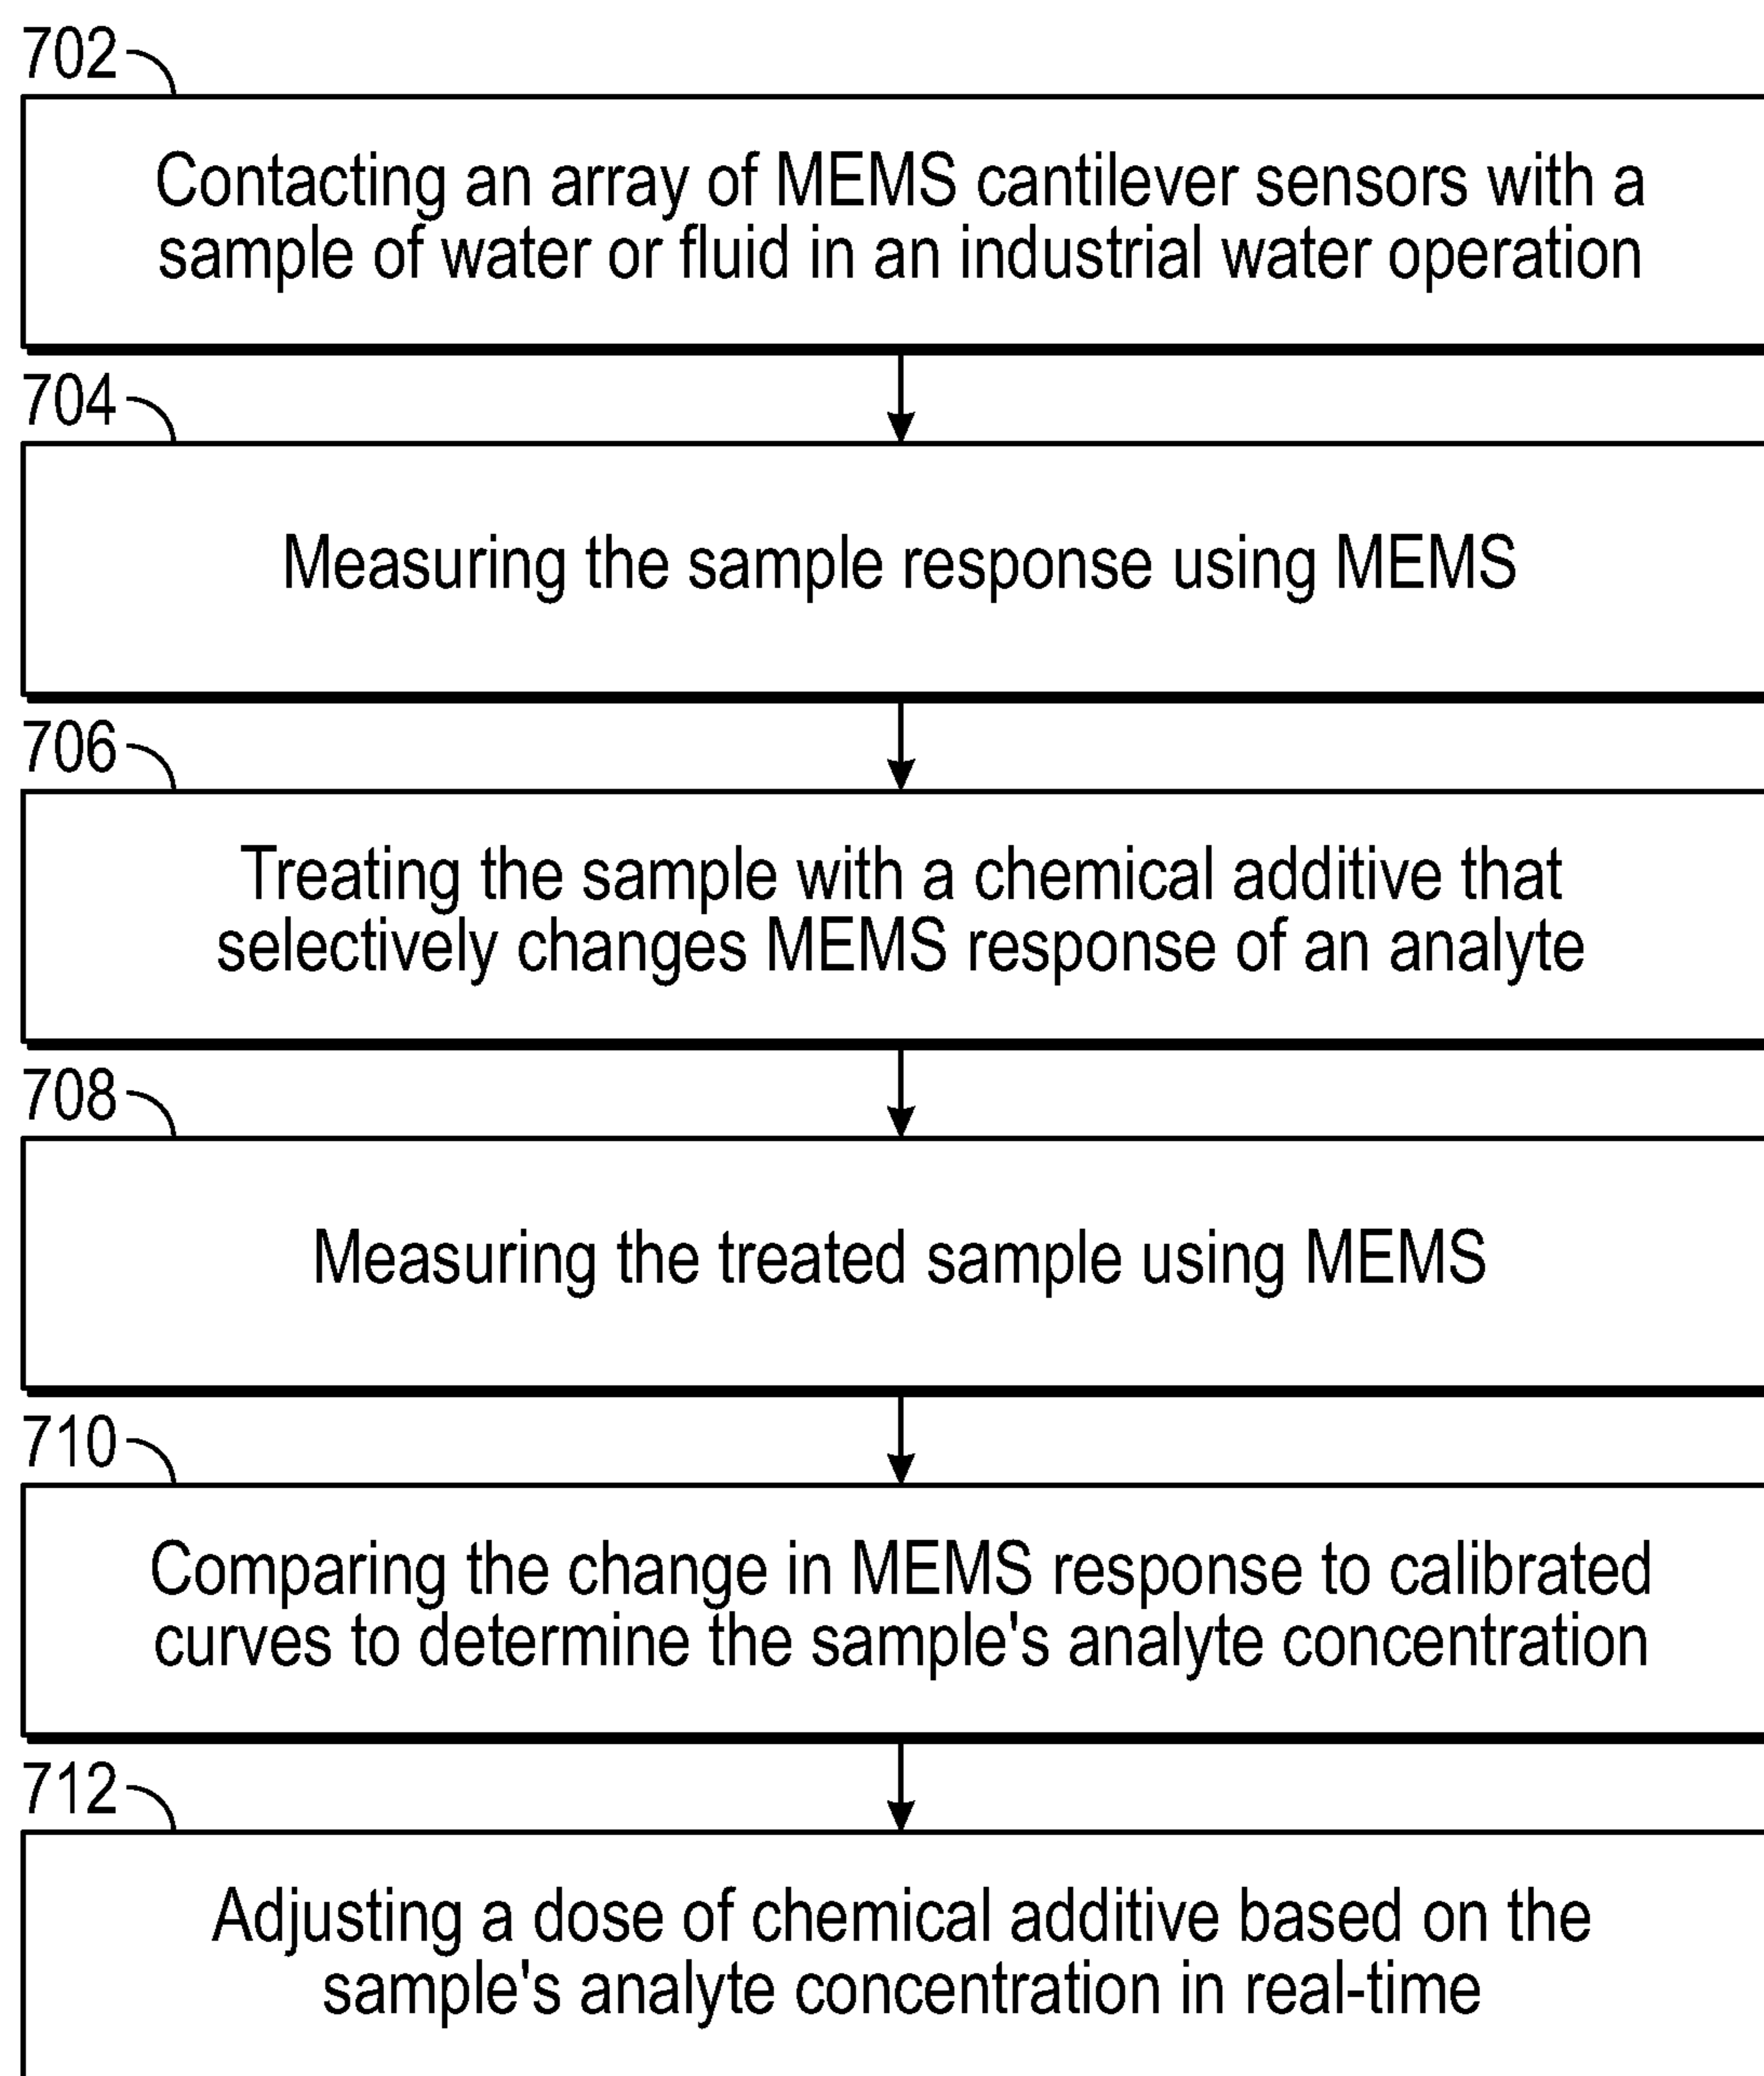 702
Contacting an array of MEMS cantilever sensors with a
sample of water or fluid in an industrial water operation
704
Measuring the sample response using MEMS
706
Treating the sample with a chemical additive that
selectively changes MEMS response of an analyte
708
Measuring the treated sample using MEMS
710
Comparing the change in MEMS response to calibrated
curves to determine the sample's analyte concentration
712
Adjusting a dose of chemical additive based on the
sample's analyte concentration in real-time